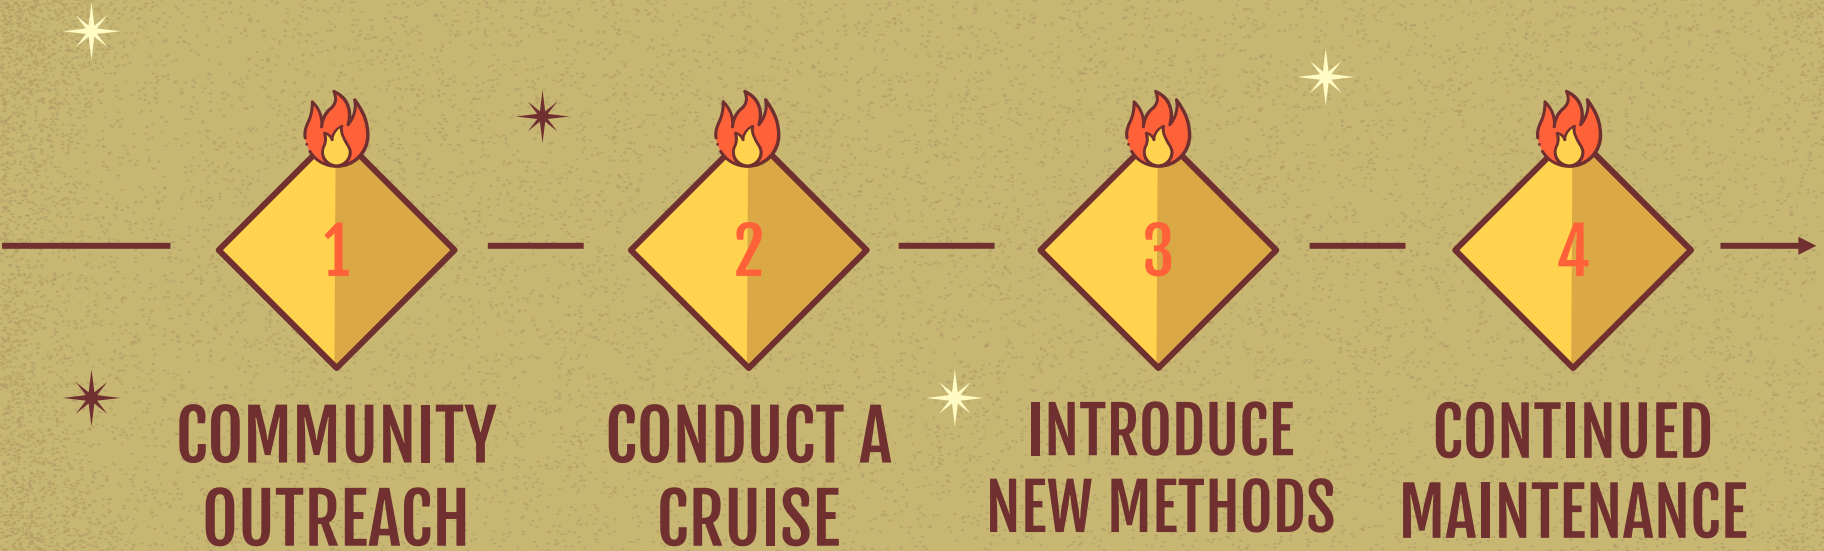 1
COMMUNITY
OUTREACH
2
CONDUCT A
CRUISE
3
INTRODUCE
NEW METHODS
4
CONTINUED
MAINTENANCE